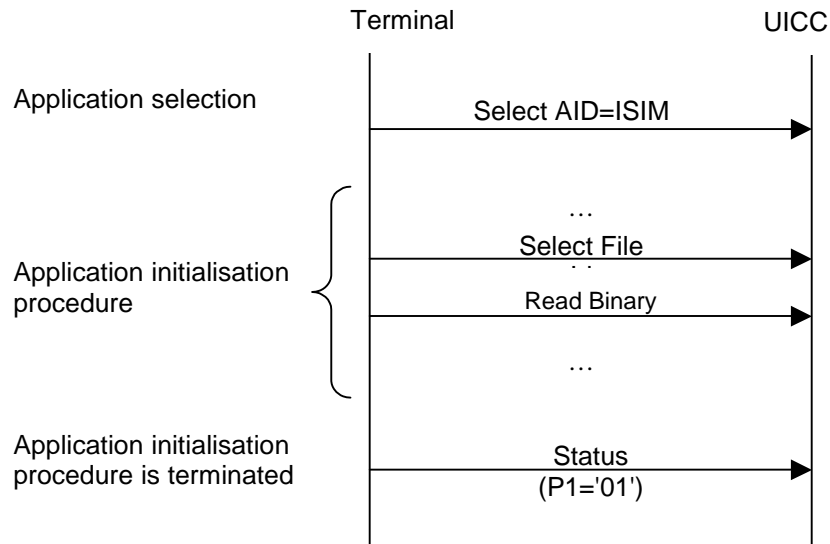 Terminal
UICC
Application selection
Select AID=ISIM
…
Select File
. .
Application initialisation
procedure
Read Binary
…
Application initialisation
procedure is terminated
Status
(P1='01')